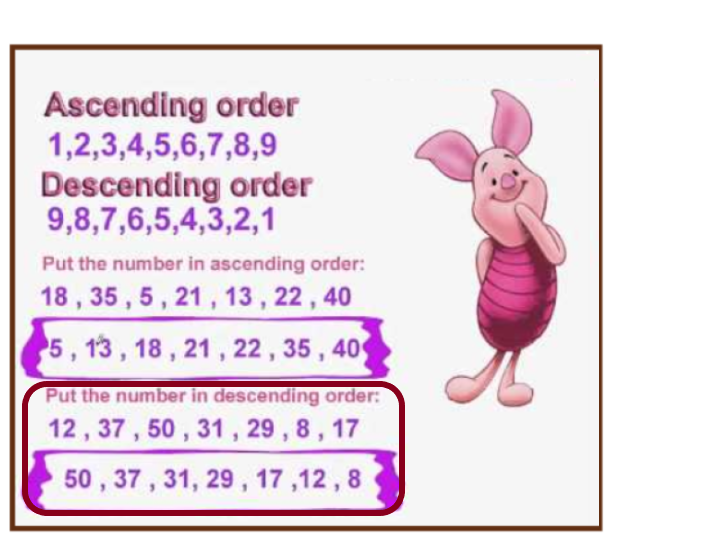 Ascending order
1,2,3,4,5,6,7,8,9
Descending order
9,8,7,6,5,4,3,2,1
Put the number in ascending order:
18 , 35 , 5 , 21 , 13 , 22 , 40
5 , 13 , 18 , 21 , 22 , 35 , 40
Put the number in descending order:
12 , 37 , 50 , 31 , 29 , 8 , 17
50 , 37 , 31, 29 , 17 ,12 , 8